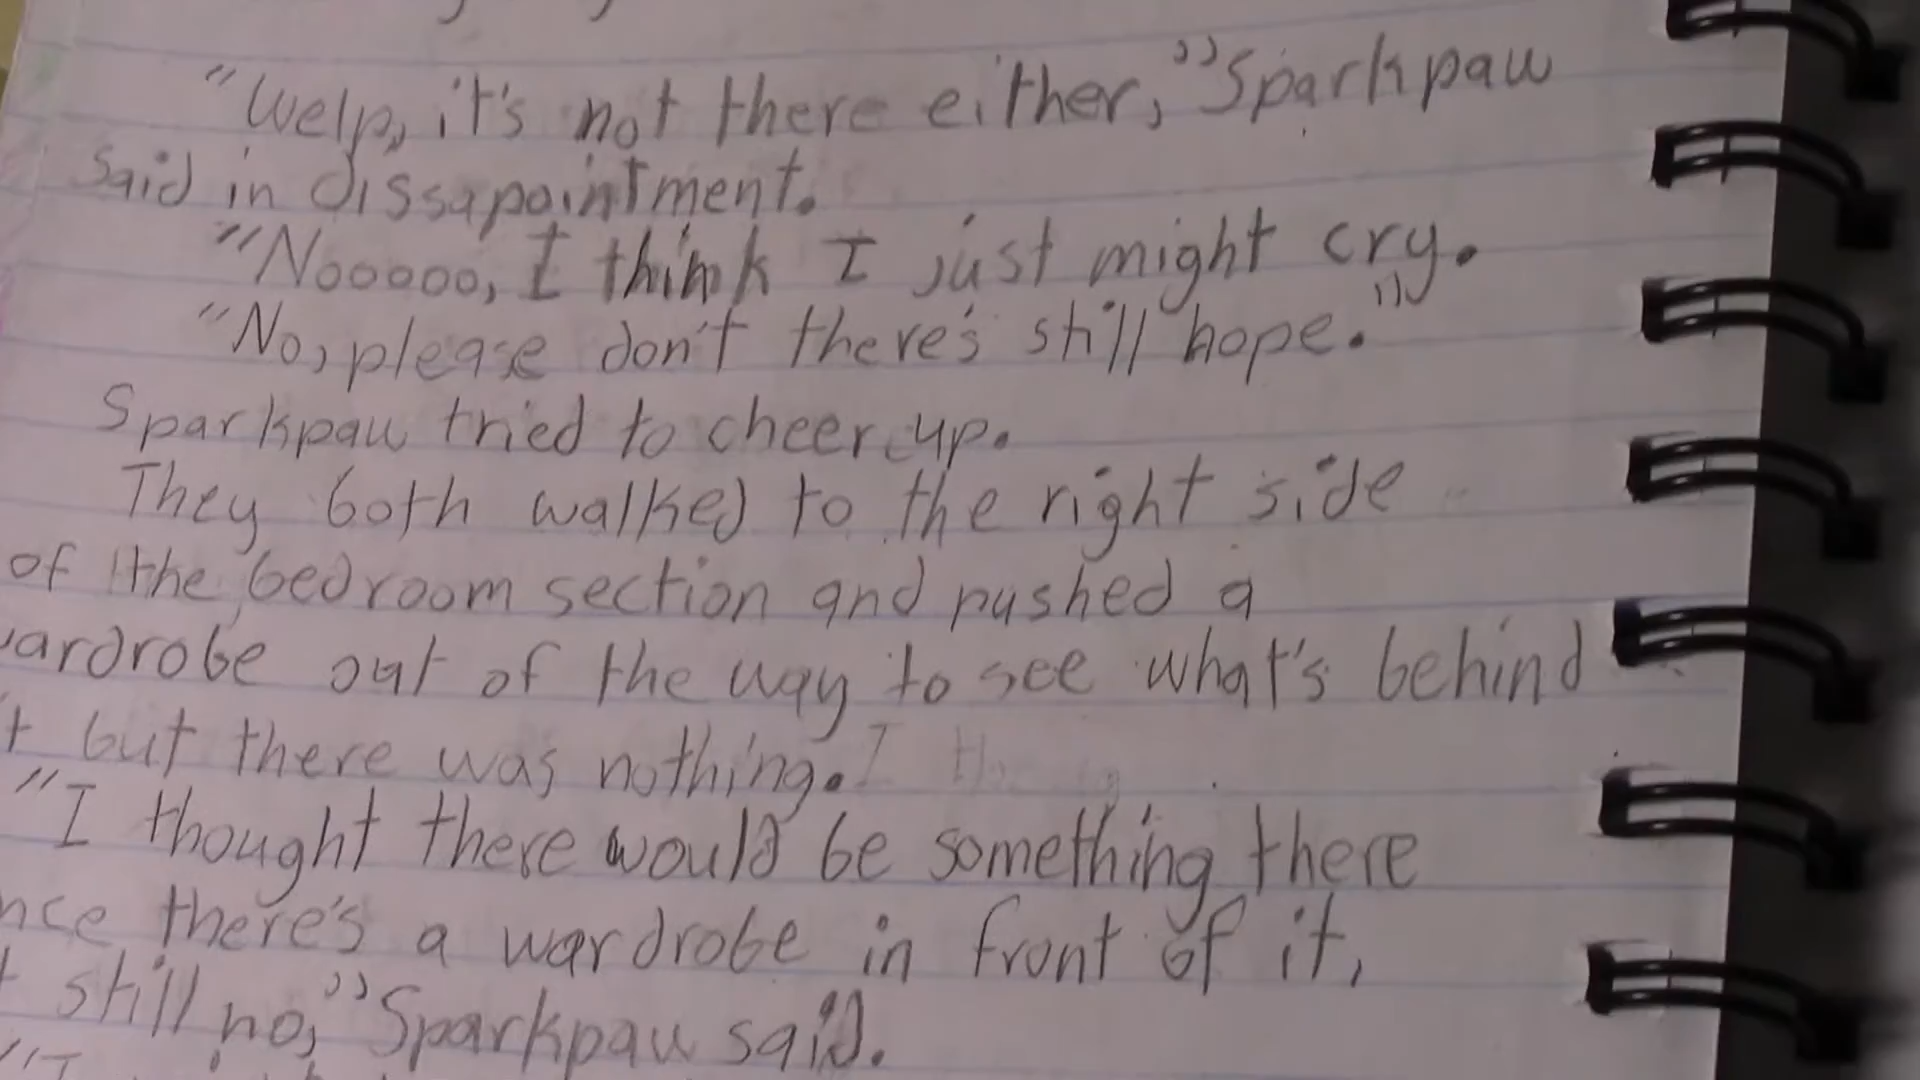 "Welp, it's not there either," Sparkpaw
said in dissapointment.
"Nooooo, I think I just might cry."
"No, please don't there's still hope."
Sparkpaw tried to cheer up.
They both walked to the right side
of the bedroom section and pushed a
ardrobe out of the way to see what's behind
t but there was nothing.
"I thought there would be something there
nce there's a wardrobe in front of it,
t still no," Sparkpaw said.